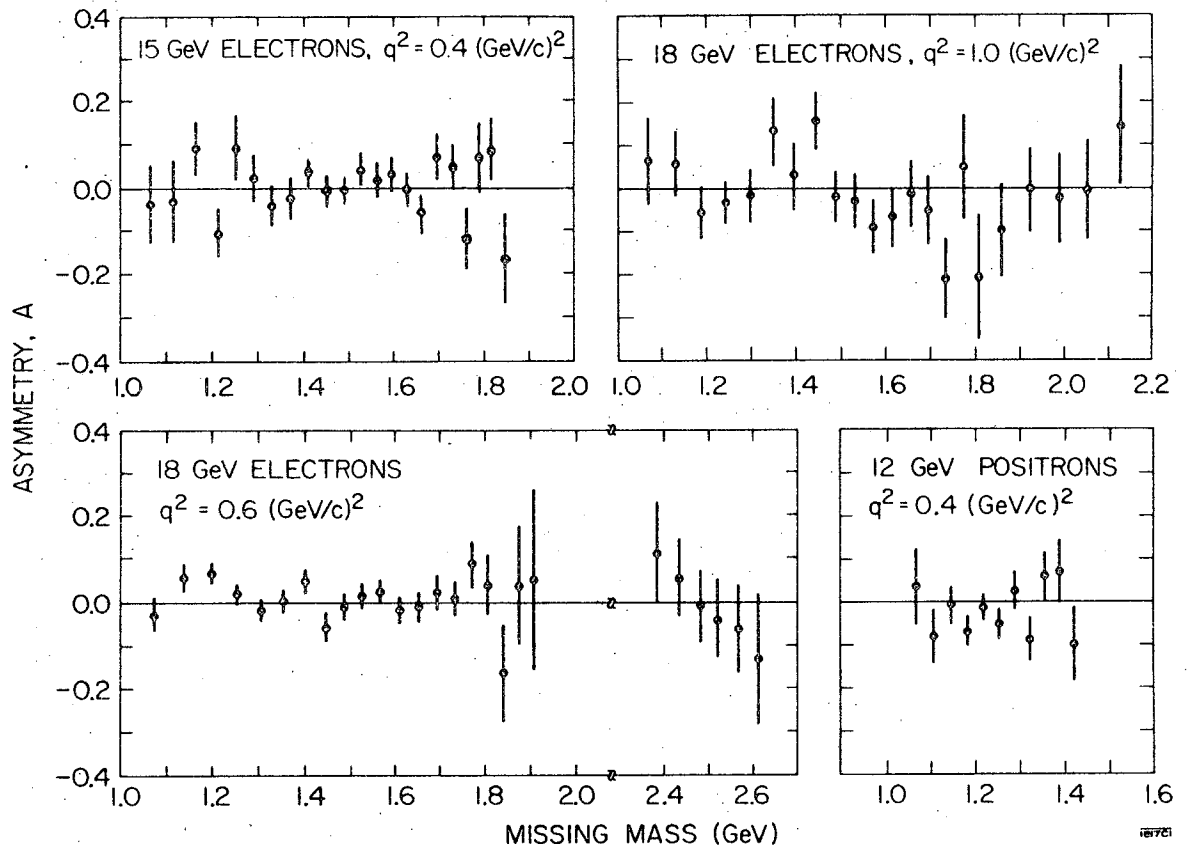 ASYMMETRY, A
0.4
0.2
0.0
-0.2
-0.4
15 GeV ELECTRONS, q² = 0.4 (GeV/c)²
1.0 1.2 1.4 1.6 1.8 2.0
18 GeV ELECTRONS, q² = 1.0 (GeV/c)²
1.0 1.2 1.4 1.6 1.8 2.0 2.2
0.4
0.2
0.0
-0.2
-0.4
18 GeV ELECTRONS
q² = 0.6 (GeV/c)²
1.0 1.2 1.4 1.6 1.8 2.0 2.4 2.6
12 GeV POSITRONS
q² = 0.4 (GeV/c)²
1.0 1.2 1.4 1.6
MISSING MASS (GeV)